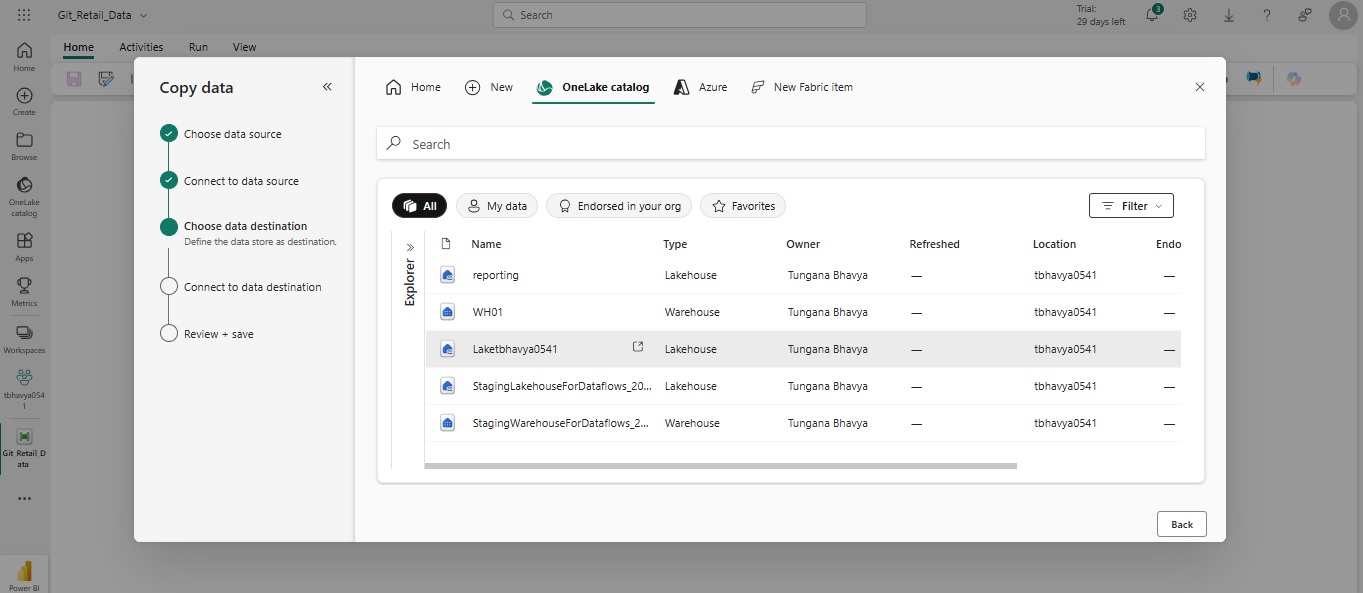 Git_Retail_Data
Search
Trial:
29 days left
3
Home
Activities
Run
View
Home
Create
Browse
OneLake
catalog
Apps
Metrics
Workspaces
tbhavya054
1
Git_Retail_D
ata
Power BI
Copy data
Choose data source
Connect to data source
Choose data destination
Define the data store as destination.
Connect to data destination
Review + save
Home
New
OneLake catalog
Azure
New Fabric item
Search
All
My data
Endorsed in your org
Favorites
Filter
Explorer
Name Type Owner Refreshed Location Endo
reporting Lakehouse Tungana Bhavya — tbhavya0541 —
WH01 Warehouse Tungana Bhavya — tbhavya0541 —
Laketbhavya0541 Lakehouse Tungana Bhavya — tbhavya0541 —
StagingLakehouseForDataflows_20... Lakehouse Tungana Bhavya — tbhavya0541 —
StagingWarehouseForDataflows_2... Warehouse Tungana Bhavya — tbhavya0541 —
Back